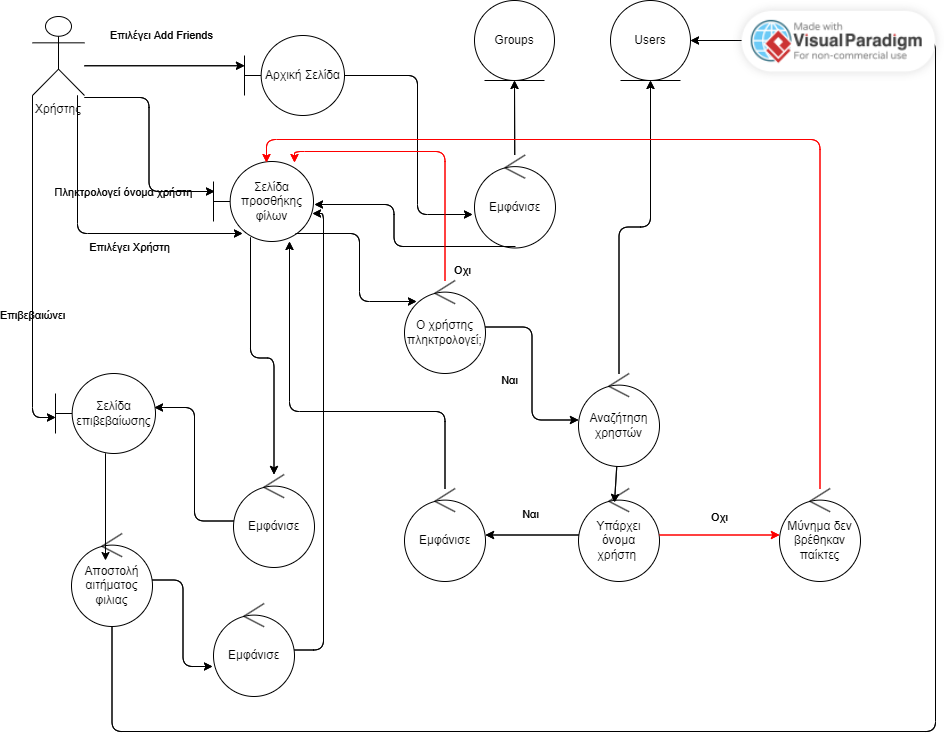 Made with
Visual Paradigm
For non-commercial use
Επιλέγει Add Friends
Groups
Users
Αρχική Σελίδα
Χρήστης
Πληκτρολογεί όνομα χρήστη
Σελίδα
προσθήκης
φίλων
Εμφάνισε
Επιλέγει Χρήστη
Οχι
Επιβεβαιώνει
Ο χρήστης
πληκτρολογεί;
Ναι
Σελίδα
επιβεβαίωσης
Αναζήτηση
χρηστών
Ναι
Οχι
Εμφάνισε
Εμφάνισε
Υπάρχει
όνομα
χρήστη
Μύνημα δεν
βρέθηκαν
παίκτες
Αποστολή
αιτήματος
φιλιας
Εμφάνισε